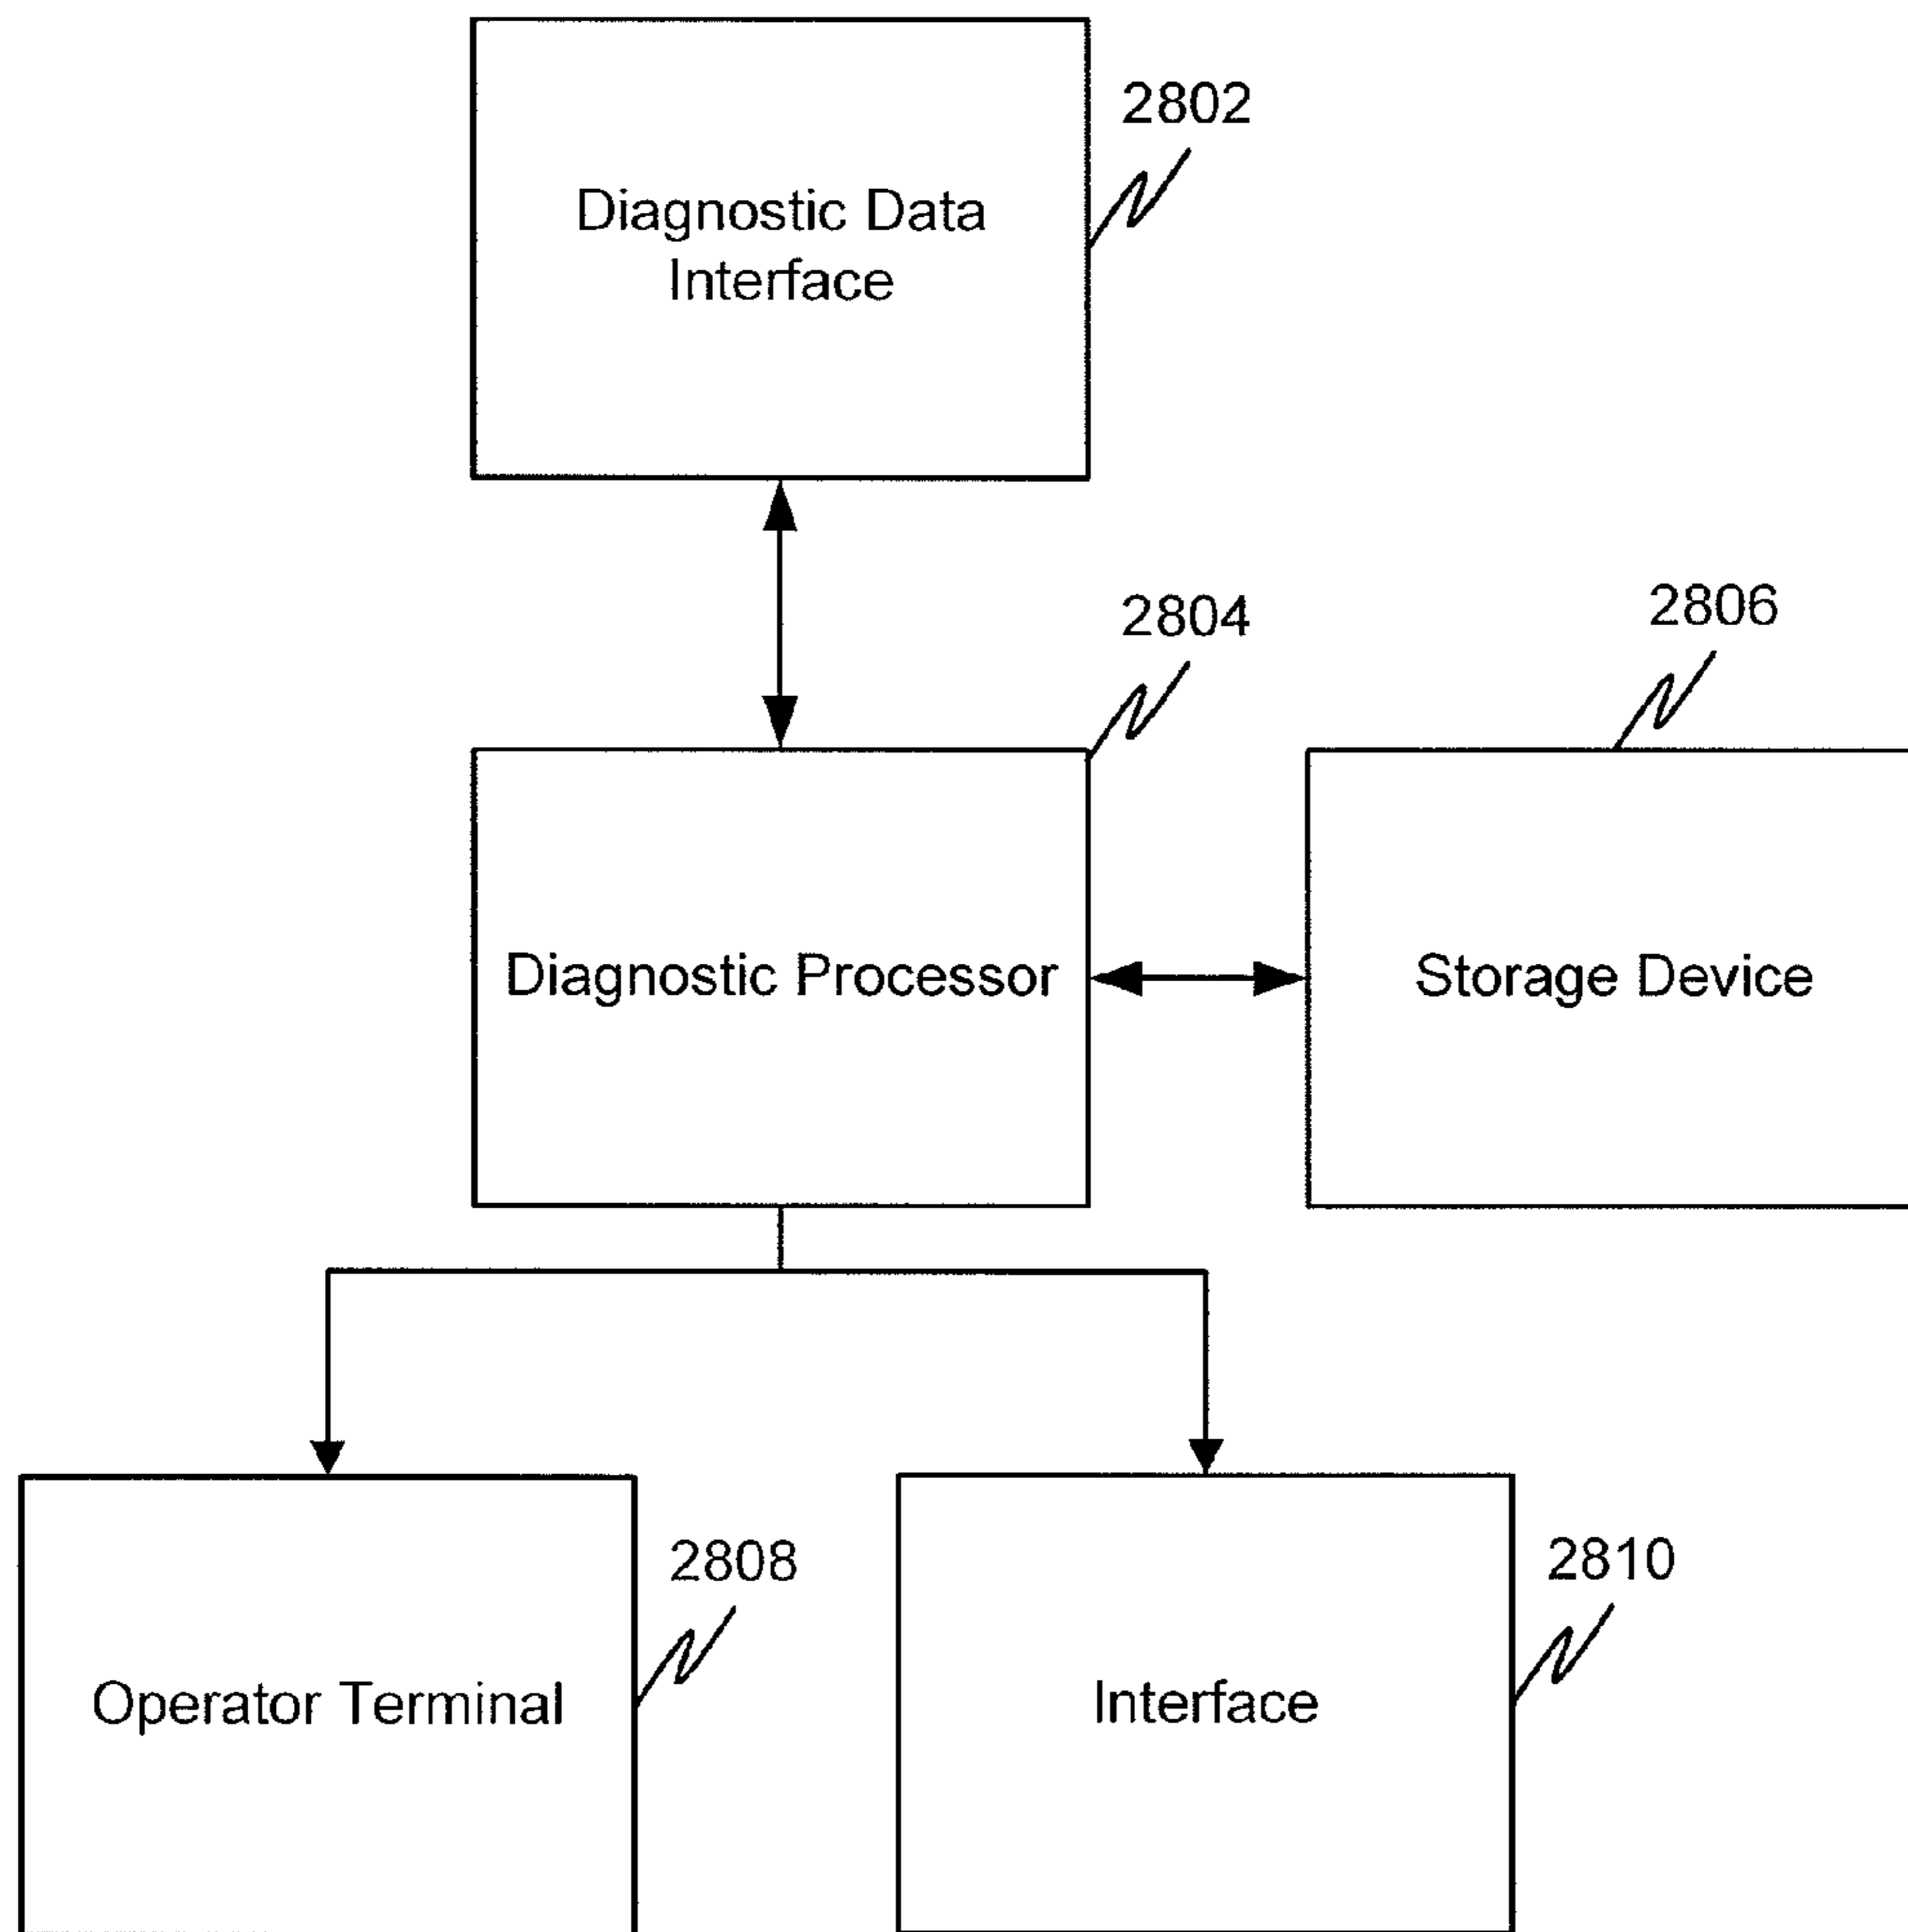 2802
Diagnostic Data
Interface
2804
2806
Diagnostic Processor
Storage Device
2808
2810
Operator Terminal
Interface